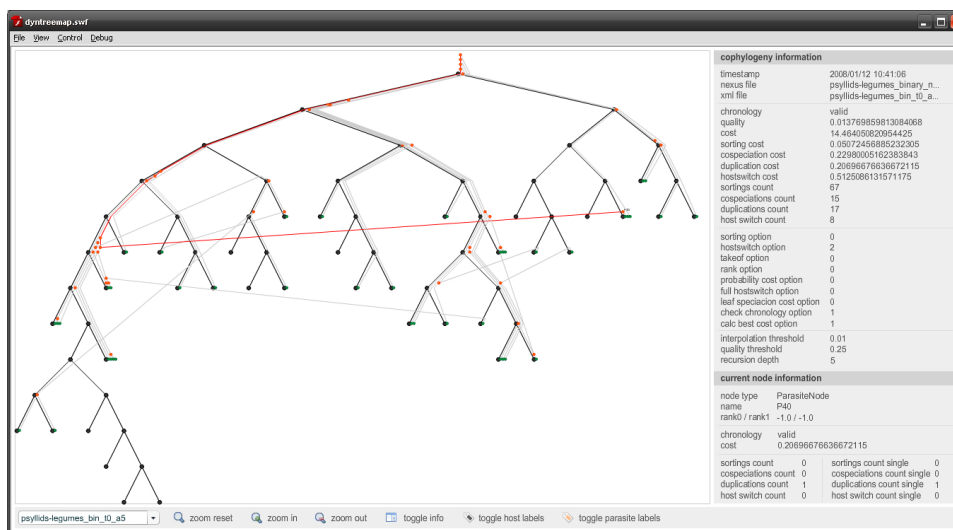 dyntreemap.swf
File View Control Debug
cophylogeny information
timestamp 2008/01/12 10:41:06
nexus file psyllids-legumes_binary_n...
xml file psyllids-legumes_bin_t0_a...
chronology valid
quality 0.013769859813084068
cost 14.464050820954425
sorting cost 0.05072456885232305
cospeciation cost 0.22980051623838843
duplication cost 0.20696676636672115
hostswitch cost 0.5125086131571175
sortings count 67
cospeciations count 15
duplications count 17
host switch count 8
sorting option 0
hostswitch option 2
takeof option 0
rank option 0
probability cost option 0
full hostswitch option 0
leaf speciacion cost option 0
check chronology option 1
calc best cost option 1
interpolation threshold 0.01
quality threshold 0.25
recursion depth 5
current node information
node type ParasiteNode
name P40
rank0 / rank1 -1.0 / -1.0
chronology valid
cost 0.20696676636672115
sortings count 0 sortings count single 0
cospeciations count 0 cospeciations count single 0
duplications count 1 duplications count single 1
host switch count 0 host switch count single 0
psyllids-legumes_bin_t0_a5 zoom reset zoom in zoom out toggle info toggle host labels toggle parasite labels